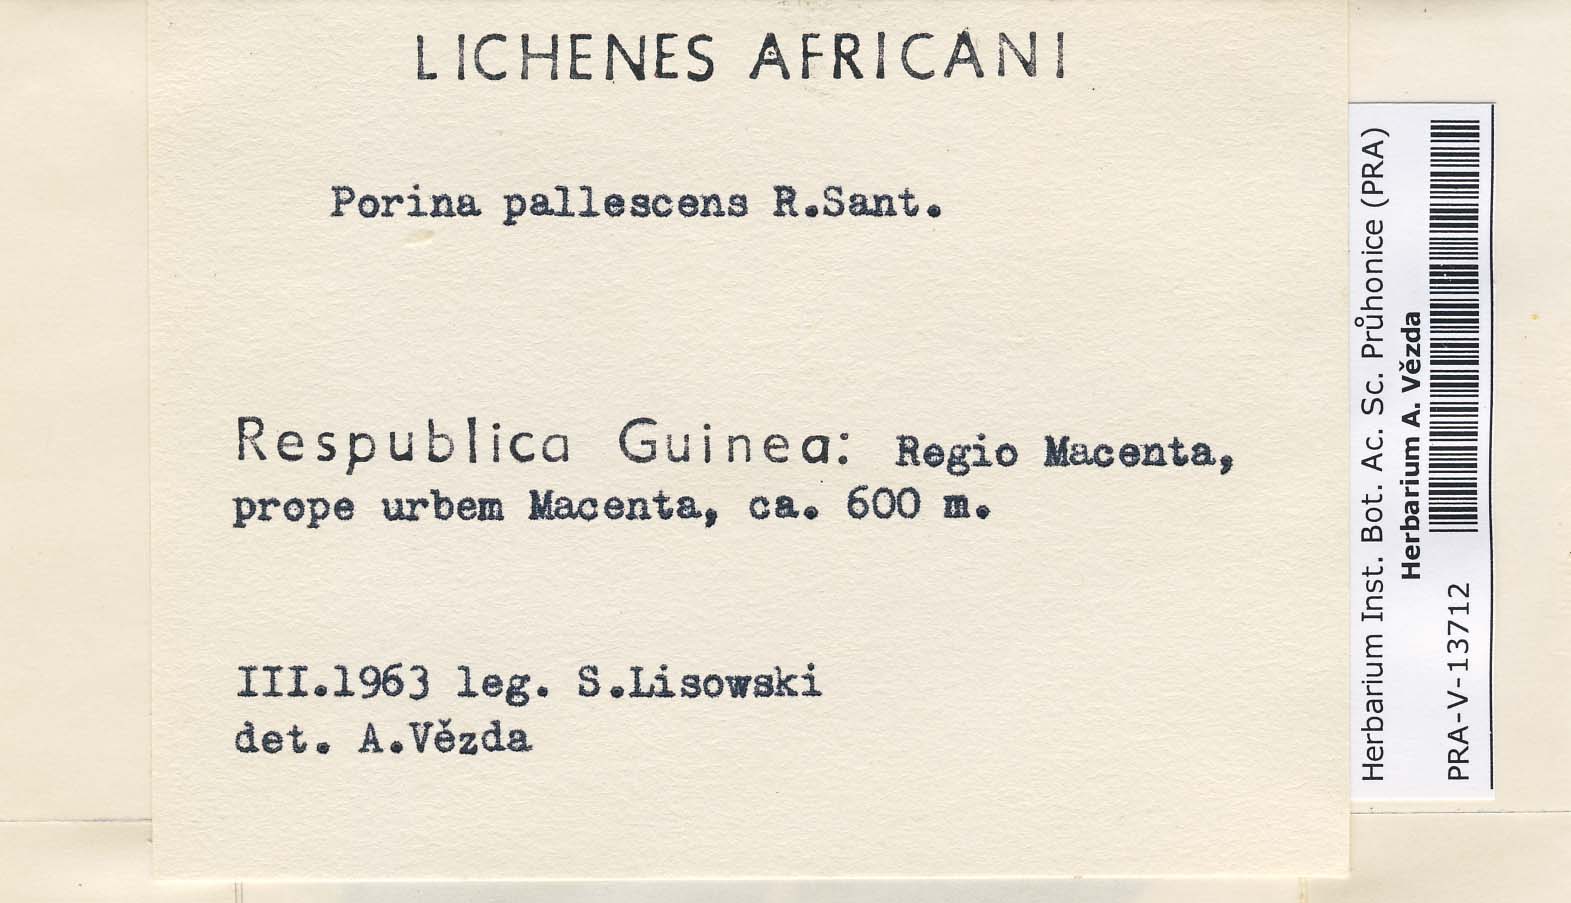 LICHENES AFRICANI
Porina pallescens R.Sant.
Respublica Guinea: Regio Macenta,
prope urbem Macenta, ca. 600 m.
III.1963 leg. S.Lisowski
det. A.Vězda
Herbarium Inst. Bot. Ac. Sc. Průhonice (PRA)
Herbarium A. Vězda
PRA-V-13712